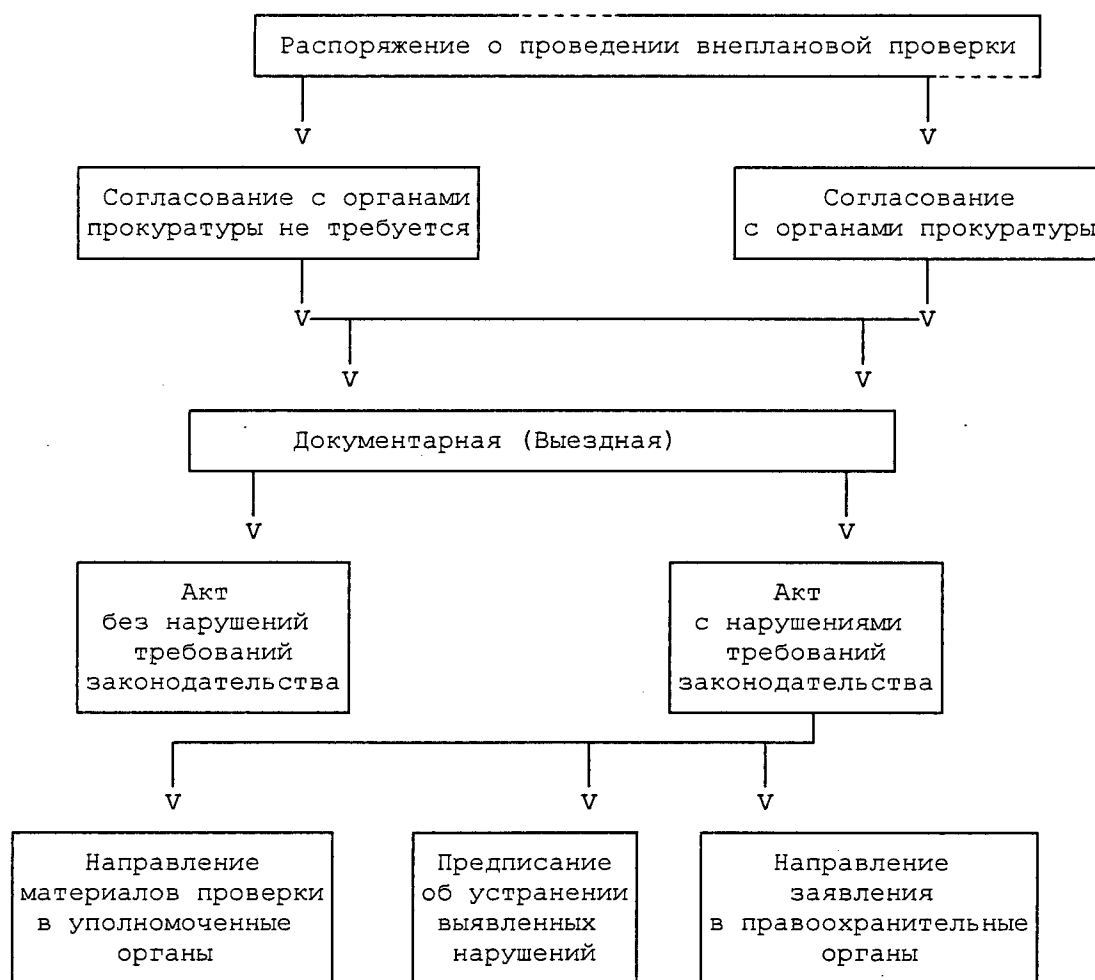 Распоряжение о проведении внеплановой проверки
V
V
Согласование с органами
прокуратуры не требуется
Согласование
с органами прокуратуры
V
V
V
V
Документарная (Выездная)
V
V
Акт
без нарушений
требований
законодательства
Акт
с нарушениями
требований
законодательства
V
V
V
Направление
материалов проверки
в уполномоченные
органы
Предписание
об устранении
выявленных
нарушений
Направление
заявления
в правоохранительные
органы